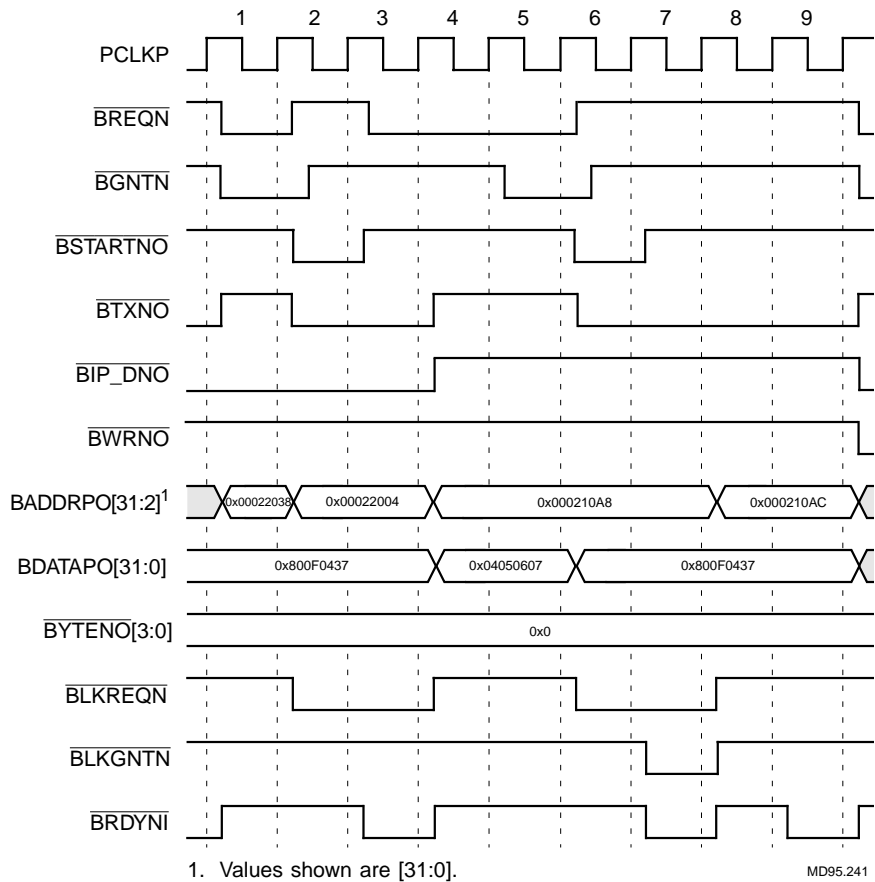 1 2 3 4 5 6 7 8 9
PCLKP
BREQN
BGNTN
BSTARTNO
BTXNO
BIP_DNO
BWRNO
BADDRPO[31:2]1 0x00022038 0x00022004 0x000210A8 0x000210AC
BDATAPO[31:0] 0x800F0437 0x04050607 0x800F0437
BYTENO[3:0] 0x0
BLKREQN
BLKGNTN
BRDYNI
1. Values shown are [31:0].
MD95.241